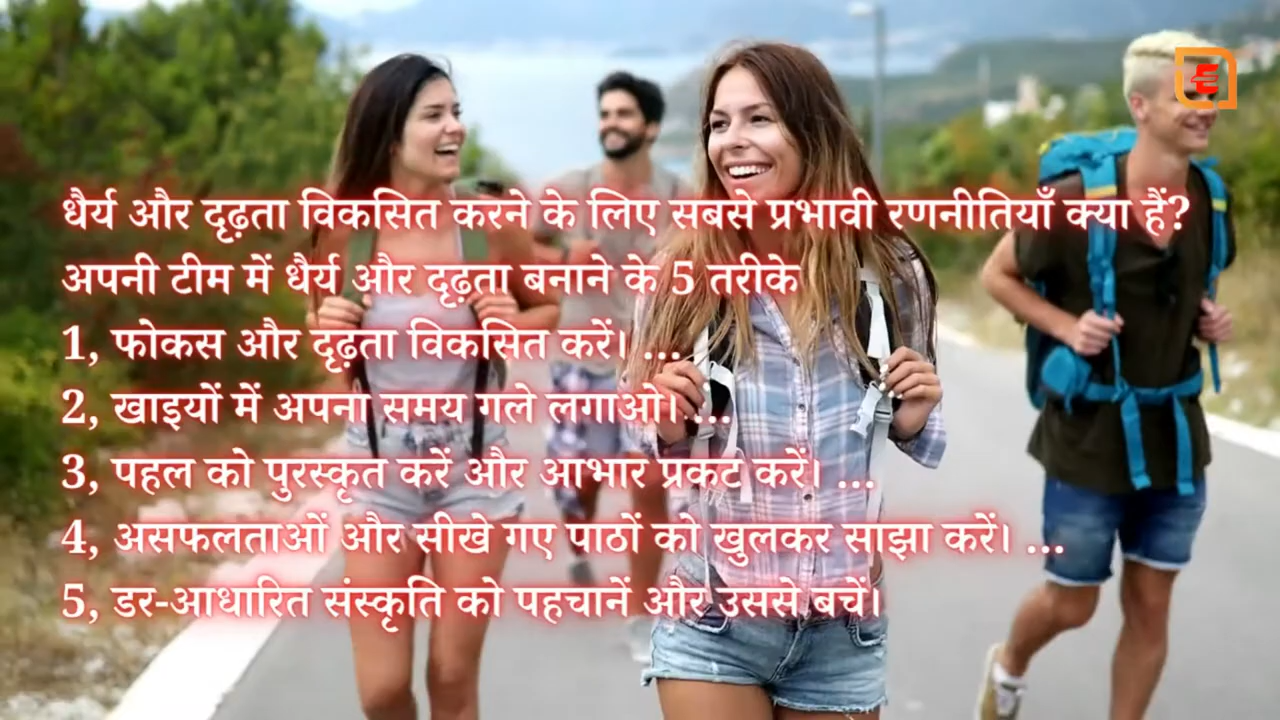 धैर्य और दृढ़ता विकसित करने के लिए सबसे प्रभावी रणनीतियाँ क्या हैं?
अपनी टीम में धैर्य और दृढ़ता बनाने के 5 तरीके
1, फोकस और दृढ़ता विकसित करें। ...
2, खाइयों में अपना समय गले लगाओ। ...
3, पहल को पुरस्कृत करें और आभार प्रकट करें। ...
4, असफलताओं और सीखे गए पाठों को खुलकर साझा करें। ...
5, डर-आधारित संस्कृति को पहचानें और उससे बचें।